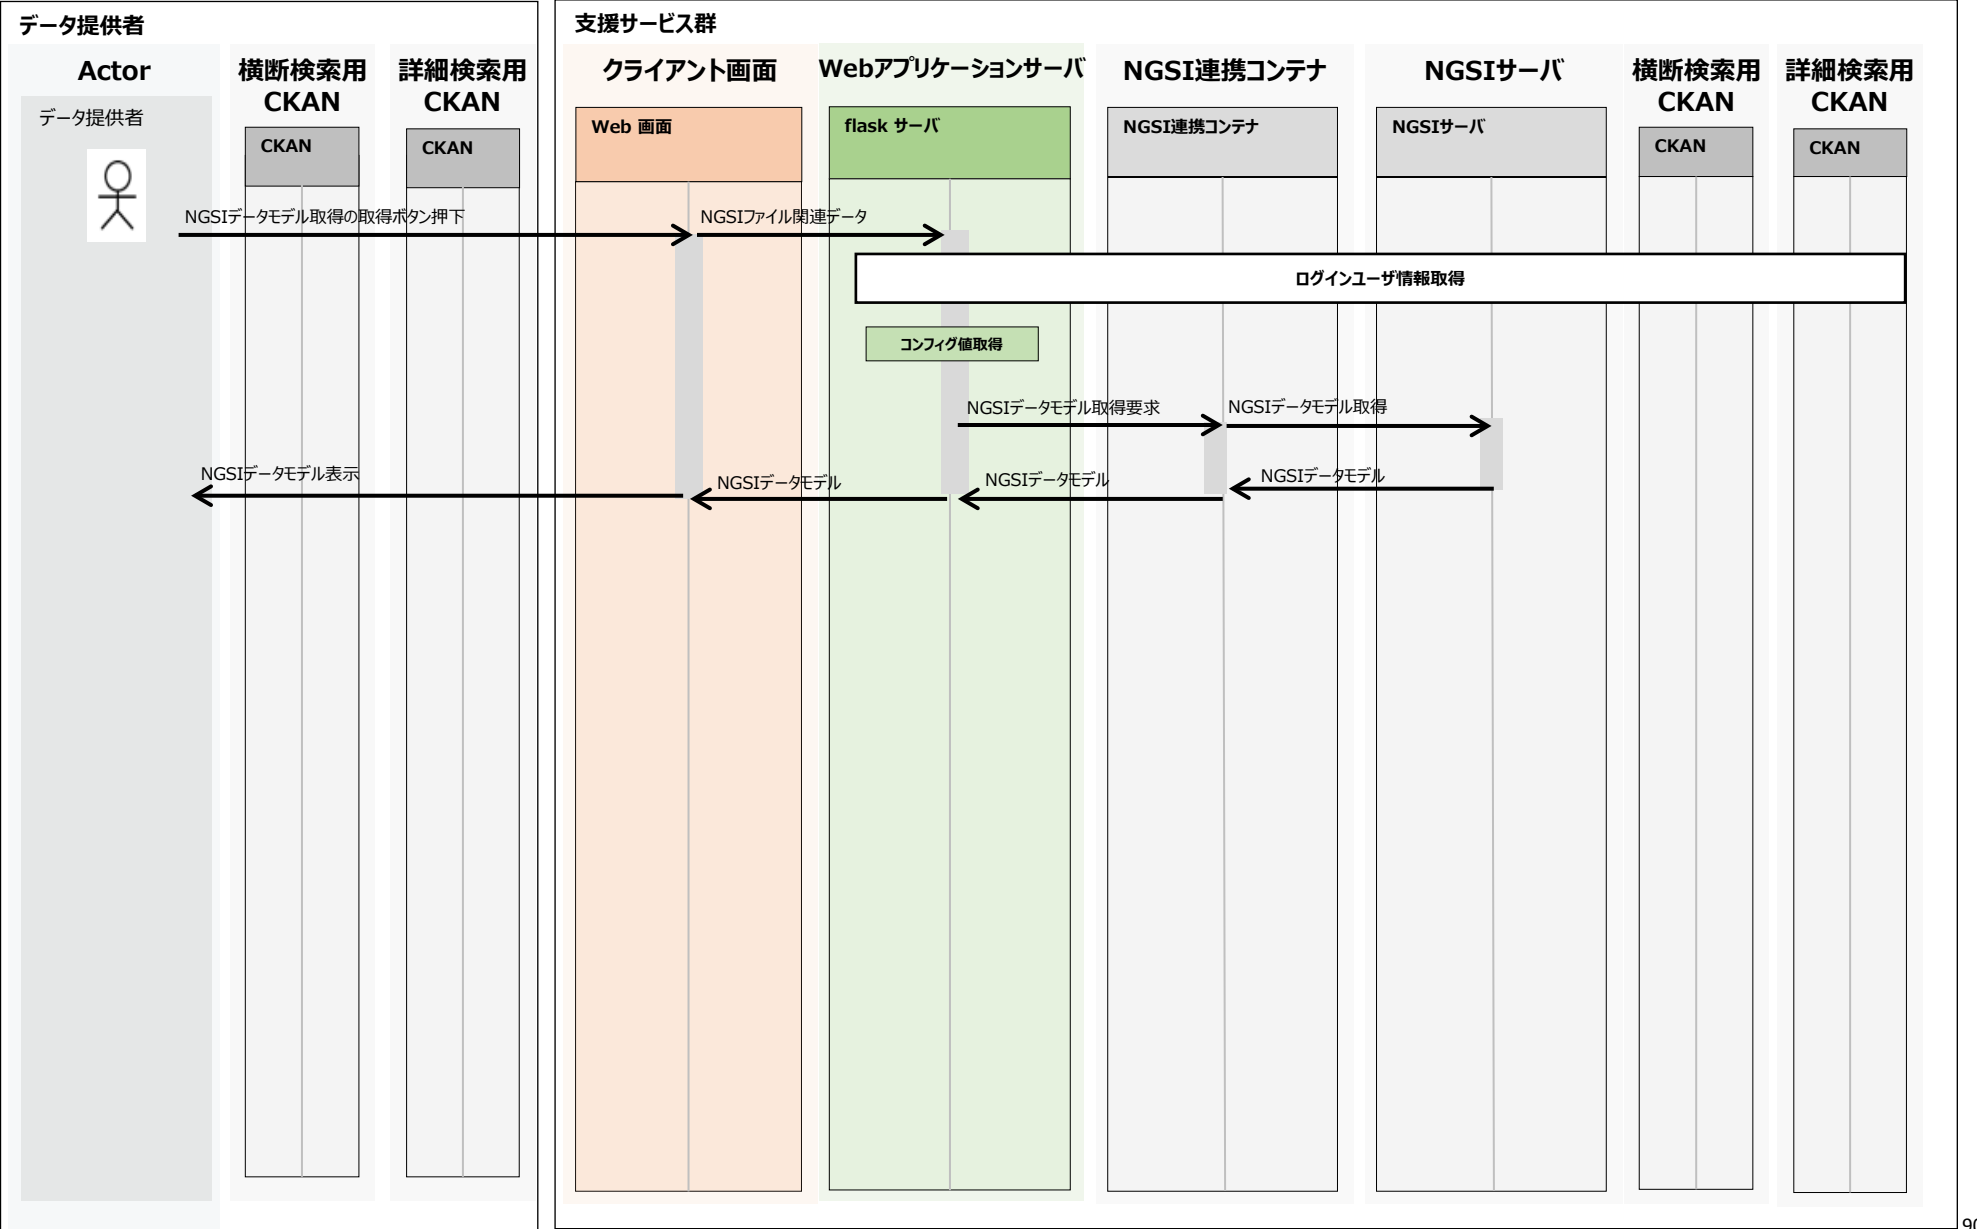 データ提供者
支援サービス群
Actor
横断検索用
CKAN
詳細検索用
CKAN
クライアント画面
Webアプリケーションサーバ
NGSI連携コンテナ
NGSIサーバ
横断検索用
CKAN
詳細検索用
CKAN
データ提供者
CKAN
CKAN
Web 画面
flask サーバ
NGSI連携コンテナ
NGSIサーバ
CKAN
CKAN
NGSIデータモデル取得の取得ボタン押下
NGSIファイル関連データ
ログインユーザ情報取得
コンフィグ値取得
NGSIデータモデル取得要求
NGSIデータモデル取得
NGSIデータモデル表示
NGSIデータモデル
NGSIデータモデル
NGSIデータモデル